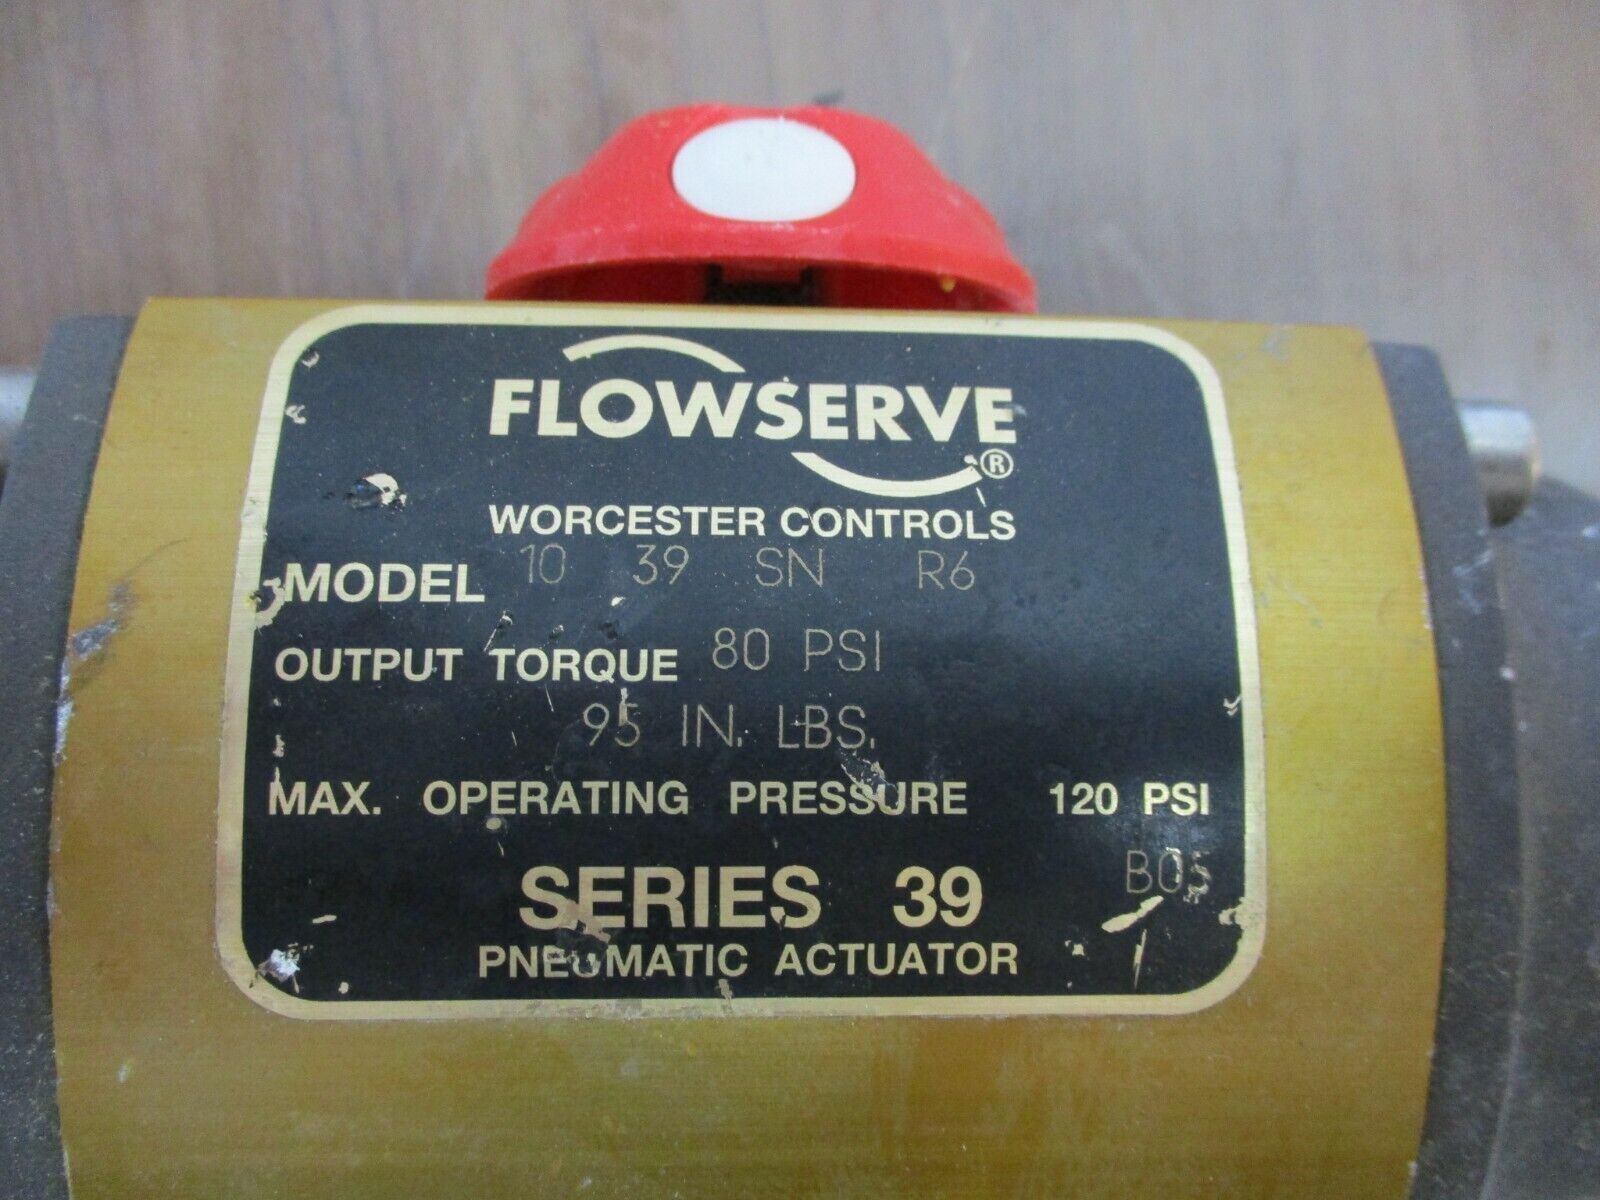 FLOWSERVE
®
WORCESTER CONTROLS
MODEL 10 39 SN R6
OUTPUT TORQUE 80 PSI
95 IN. LBS.
MAX. OPERATING PRESSURE 120 PSI
B05
SERIES 39
PNEUMATIC ACTUATOR